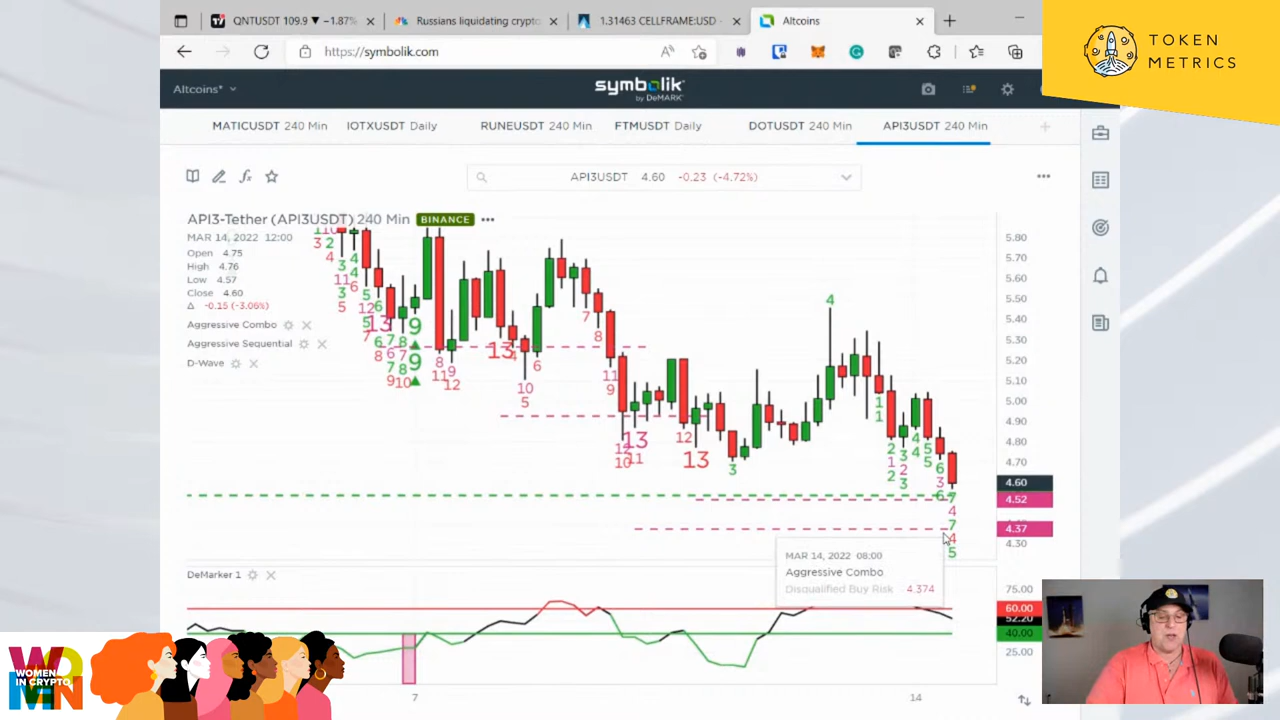 QNTUSDT 109.9 ▼ −1.87%
Russians liquidating crypto
1.31463 CELLFRAME:USD -
Altcoins
TOKEN
METRICS
https://symbolik.com
Altcoins*
symbolik
by DeMARK
MATICUSDT 240 Min
IOTXUSDT Daily
RUNEUSDT 240 Min
FTMUSDT Daily
DOTUSDT 240 Min
API3USDT 240 Min
API3USDT 4.60 -0.23 (-4.72%)
API3-Tether (API3USDT) 240 Min BINANCE
MAR 14, 2022 12:00
Open 4.75
High 4.76
Low 4.57
Close 4.60
Δ -0.15 (-3.06%)
Aggressive Combo
Aggressive Sequential
D-Wave
5.80
5.70
5.60
5.50
5.40
5.30
5.20
5.10
5.00
4.90
4.80
4.70
4.60
4.52
4.37
4.30
MAR 14, 2022 08:00
Aggressive Combo
Disqualified Buy Risk 4.374
DeMarker 1
75.00
60.00
52.20
40.00
25.00
7
14
WOMEN
IN CRYPTO